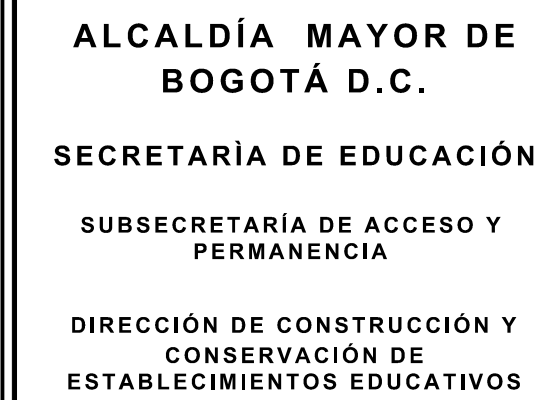 ALCALDÍA MAYOR DE
BOGOTÁ D.C.
SECRETARÌA DE EDUCACIÓN
SUBSECRETARÍA DE ACCESO Y
PERMANENCIA
DIRECCIÓN DE CONSTRUCCIÓN Y
CONSERVACIÓN DE
ESTABLECIMIENTOS EDUCATIVOS